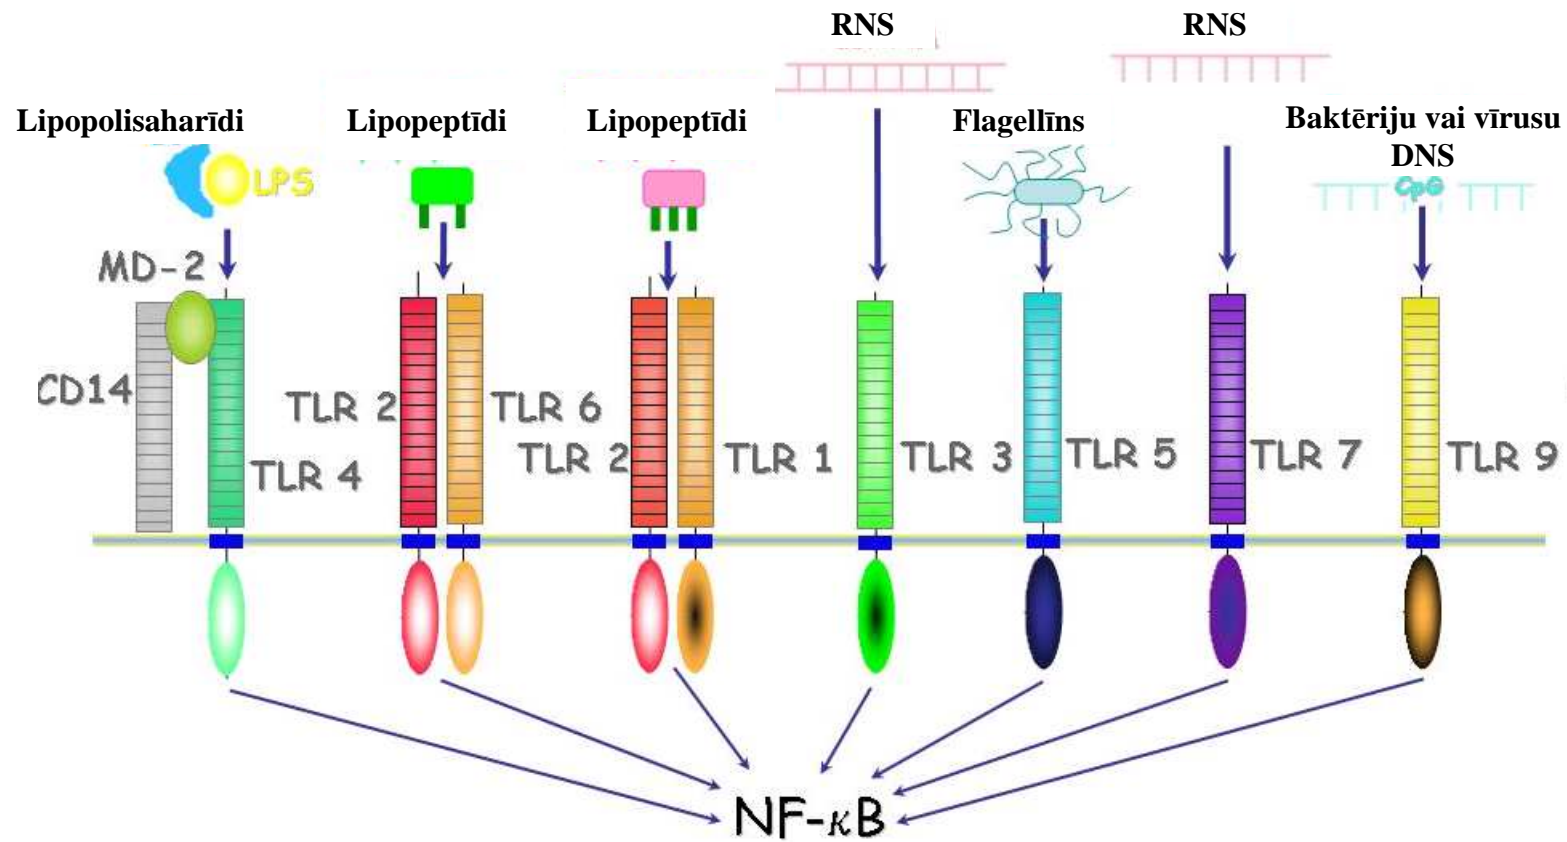 RNS
RNS
Lipopolisaharīdi
Lipopeptīdi
Lipopeptīdi
Flagellīns
Baktēriju vai vīrusu
DNS
LPS
CpG
MD-2
CD14
TLR 2
TLR 6
TLR 2
TLR 1
TLR 3
TLR 5
TLR 7
TLR 9
TLR 4
NF-κB